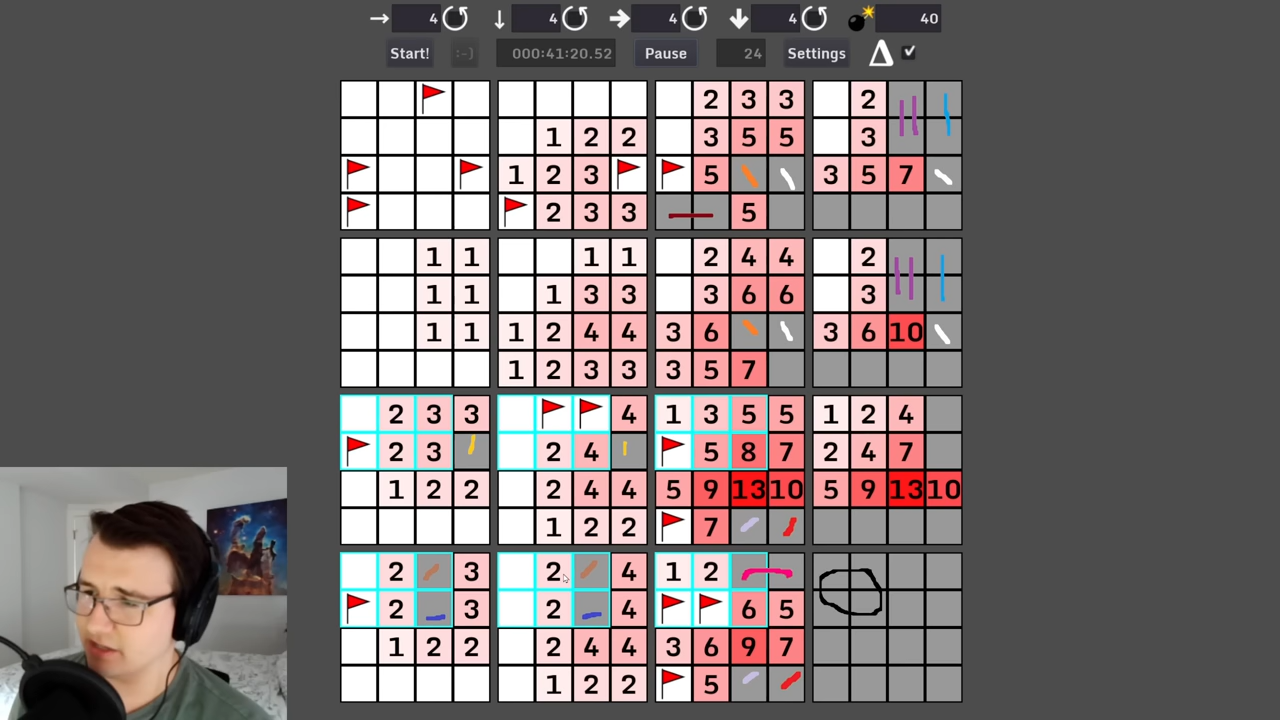 → 4 ↓ 4 → 4 ↓ 4 40
Start! :-) 000:41:20.52 Pause 24 Settings Δ
2 3 3 2
1 2 2 3 5 5 3
1 2 3 5 3 5 7
2 3 3 5
1 1 1 1 2 4 4 2
1 1 1 3 3 3 6 6 3
1 1 1 2 4 4 3 6 3 6 10
1 2 3 3 3 5 7
2 3 3 4 1 3 5 5 1 2 4
2 3 2 4 5 8 7 2 4 7
1 2 2 2 4 4 5 9 13 10 5 9 13 10
1 2 2 7
2 3 2 4 1 2
2 3 2 4 6 5
1 2 2 2 4 4 3 6 9 7
1 2 2 5